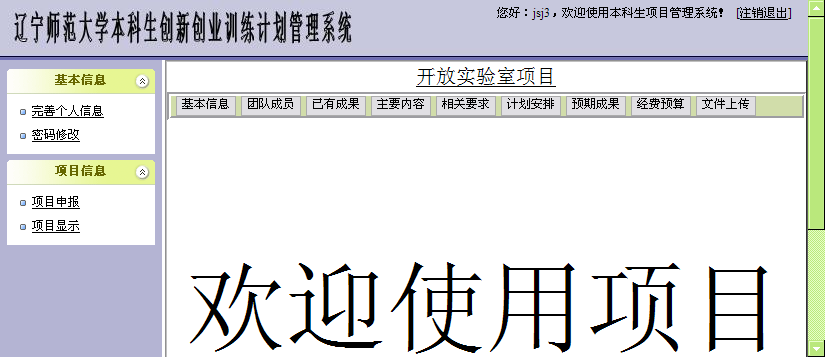 辽宁师范大学本科生创新创业训练计划管理系统
您好：jsj3，欢迎使用本科生项目管理系统！ [注销退出]
基本信息
完善个人信息
密码修改
项目信息
项目申报
项目显示
开放实验室项目
基本信息 团队成员 已有成果 主要内容 相关要求 计划安排 预期成果 经费预算 文件上传
欢迎使用项目